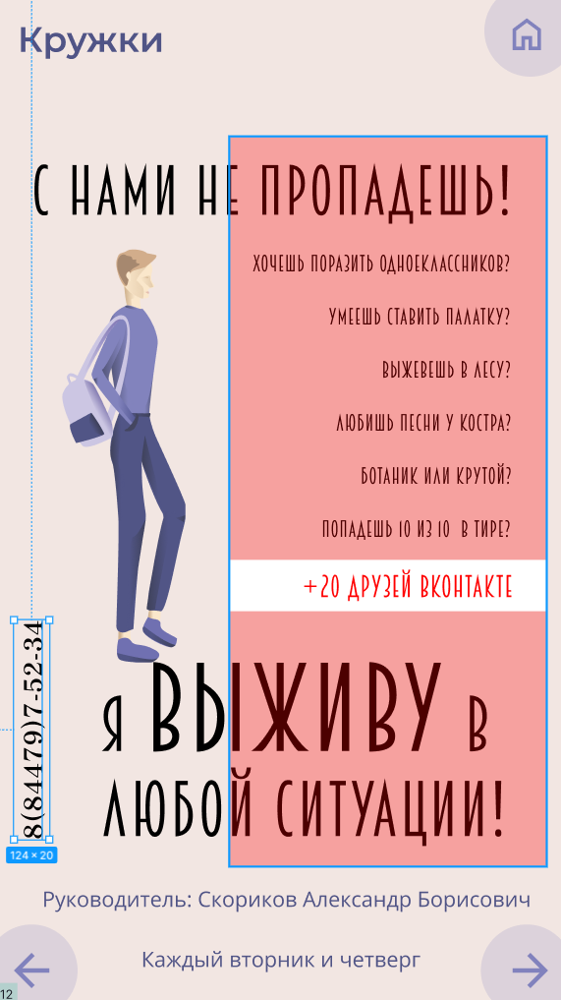 Кружки
С НАМИ НЕ ПРОПАДЕШЬ!
ХОЧЕШЬ ПОРАЗИТЬ ОДНОКЛАССНИКОВ?
УМЕЕШЬ СТАВИТЬ ПАЛАТКУ?
ВЫЖЕВЕШЬ В ЛЕСУ?
ЛЮБИШЬ ПЕСНИ У КОСТРА?
БОТАНИК ИЛИ КРУТОЙ?
ПОПАДЕШЬ 10 ИЗ 10 В ТИРЕ?
+20 ДРУЗЕЙ ВКОНТАКТЕ
Я ВЫЖИВУ В
ЛЮБОЙ СИТУАЦИИ!
8(84479)7-52-34
124 × 20
Руководитель: Скориков Александр Борисович
Каждый вторник и четверг
12